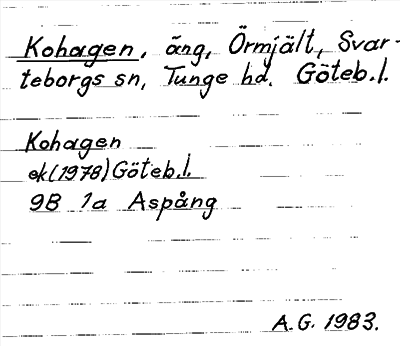 Kohagen, äng, Örmjält, Svar-
teborgs sn, Tunge hd. Göteb.l.
Kohagen
ek(1978) Göteb.l.
9B 1a Aspång
A.G. 1983.